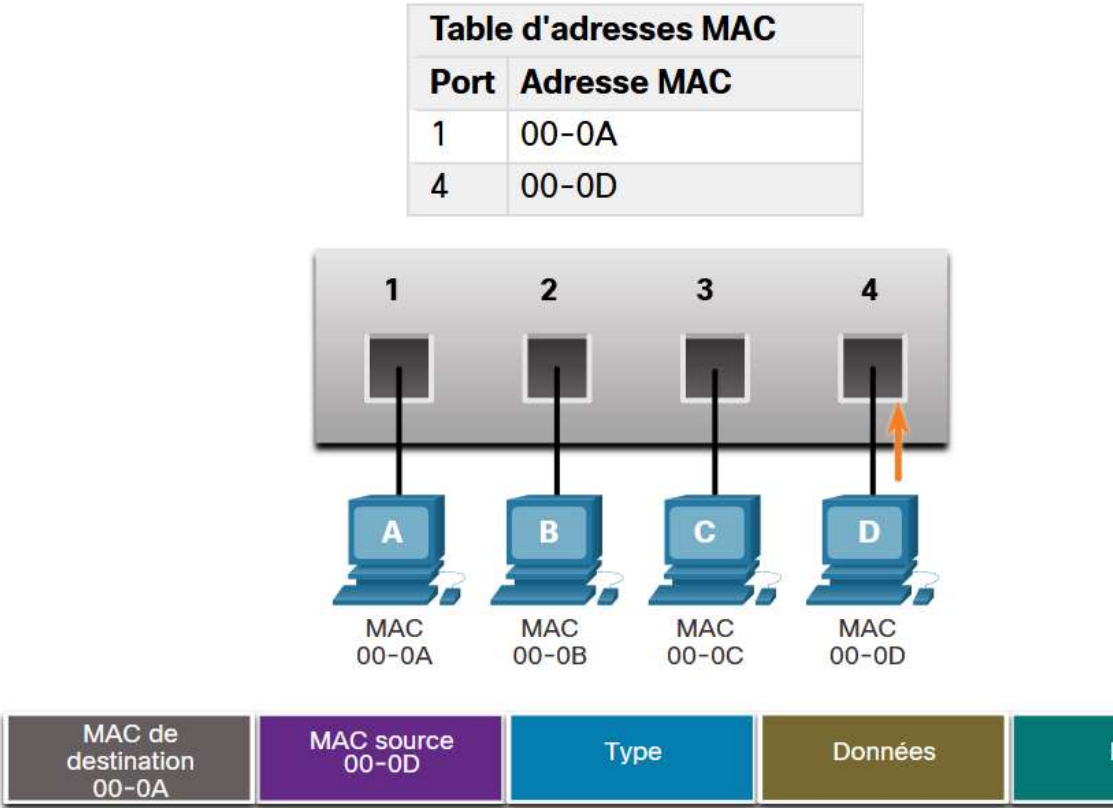 Table d'adresses MAC
Port Adresse MAC
1 00-0A
4 00-0D
1 2 3 4
A B C D
MAC MAC MAC MAC
00-0A 00-0B 00-0C 00-0D
MAC de
destination
00-0A
MAC source
00-0D
Type
Données